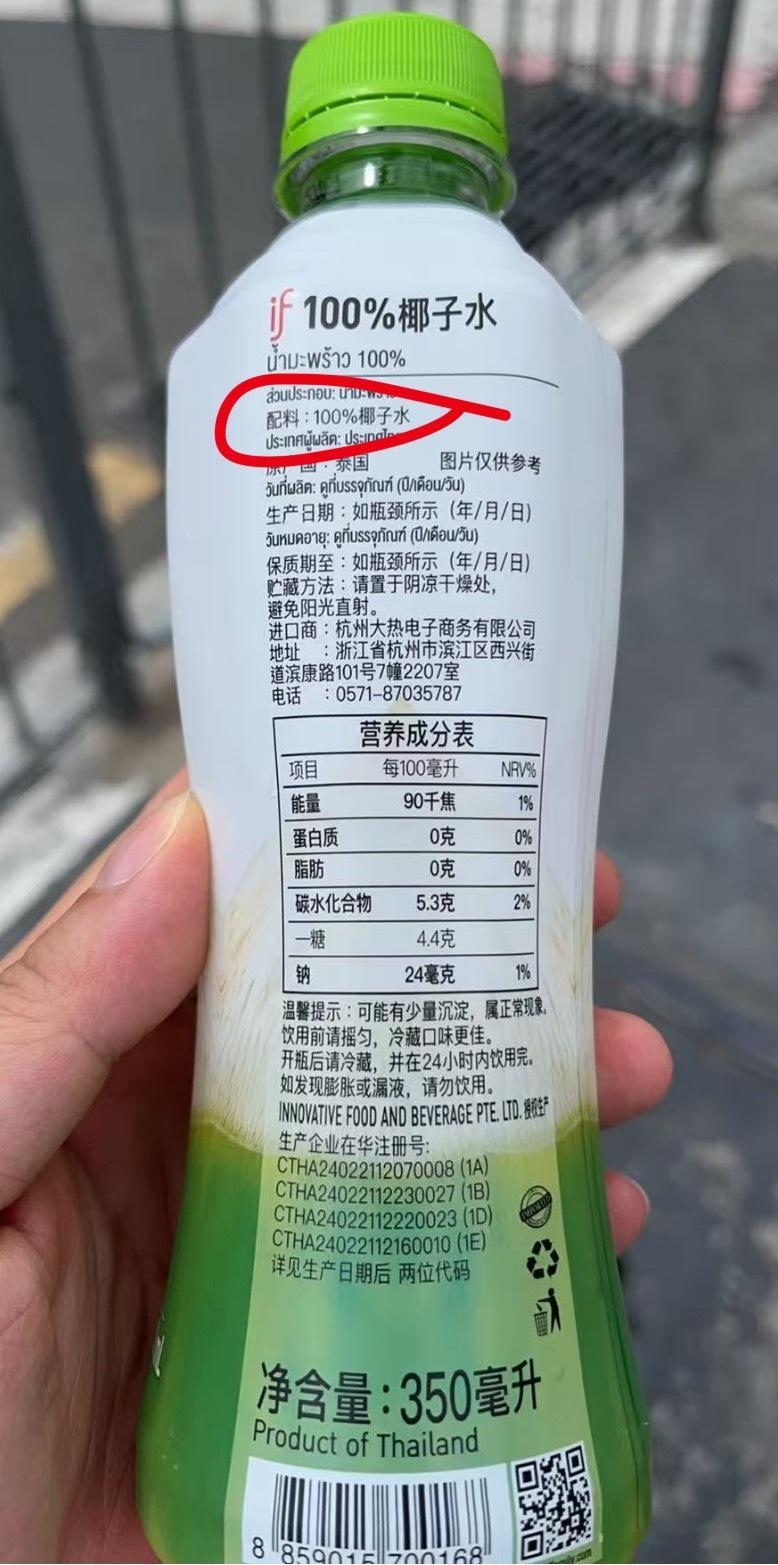 if 100%椰子水
น้ำมะพร้าว 100%
ส่วนประกอบ:
配料：100%椰子水
ประเทศผู้ผลิต:
原产国：泰国 图片仅供参考
วันที่ผลิต: ดูที่บรรจุภัณฑ์ (ปี/เดือน/วัน)
生产日期：如瓶颈所示（年/月/日）
วันหมดอายุ: ดูที่บรรจุภัณฑ์ (ปี/เดือน/วัน)
保质期至：如瓶颈所示（年/月/日）
贮藏方法：请置于阴凉干燥处，
避免阳光直射。
进口商：杭州大热电子商务有限公司
地址 ：浙江省杭州市滨江区西兴街
道滨康路101号7幢2207室
电话 ：0571-87035787
营养成分表
项目 每100毫升 NRV%
能量 90千焦 1%
蛋白质 0克 0%
脂肪 0克 0%
碳水化合物 5.3克 2%
一糖 4.4克
钠 24毫克 1%
温馨提示：可能有少量沉淀，属正常现象。
饮用前请摇匀，冷藏口味更佳。
开瓶后请冷藏，并在24小时内饮用完。
如发现膨胀或漏液，请勿饮用。
INNOVATIVE FOOD AND BEVERAGE PTE. LTD. 授权生产
生产企业在华注册号:
CTHA24022112070008 (1A)
CTHA24022112230027 (1B)
CTHA24022112220023 (1D)
CTHA24022112160010 (1E)
详见生产日期后 两位代码
IMPORTED
净含量：350毫升
Product of Thailand
8 859015 700168